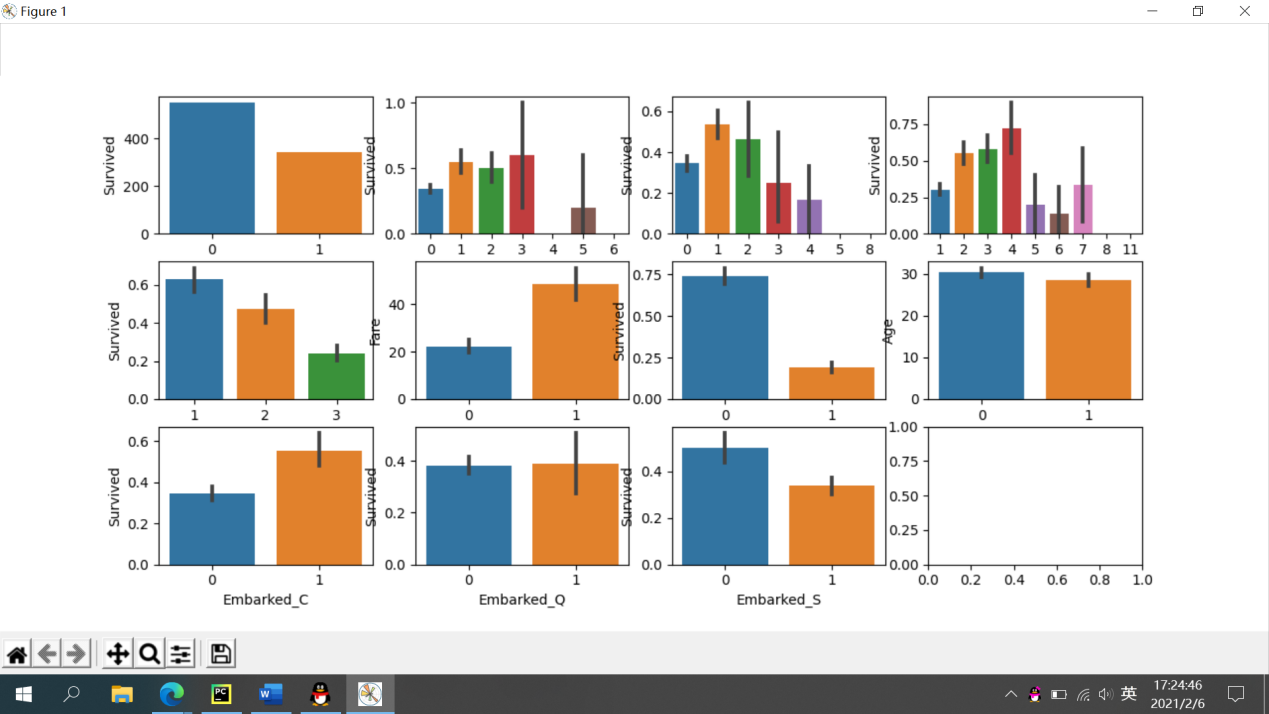 Figure 1
Survived
400
200
0
0 1
Survived
1.0
0.5
0.0
0 1 2 3 4 5 6
Survived
0.6
0.4
0.2
0.0
0 1 2 3 4 5 8
Survived
0.75
0.50
0.25
0.00
1 2 3 4 5 6 7 8 11
Survived
0.6
0.4
0.2
0.0
1 2 3
Fare
40
20
0
0 1
Survived
0.75
0.50
0.25
0.00
0 1
Age
30
20
10
0
0 1
Survived
0.6
0.4
0.2
0.0
0 1
Embarked_C
Survived
0.4
0.2
0.0
0 1
Embarked_Q
Survived
0.4
0.2
0.0
0 1
Embarked_S
1.00
0.75
0.50
0.25
0.00
0.0 0.2 0.4 0.6 0.8 1.0
PC
W
英
17:24:46
2021/2/6